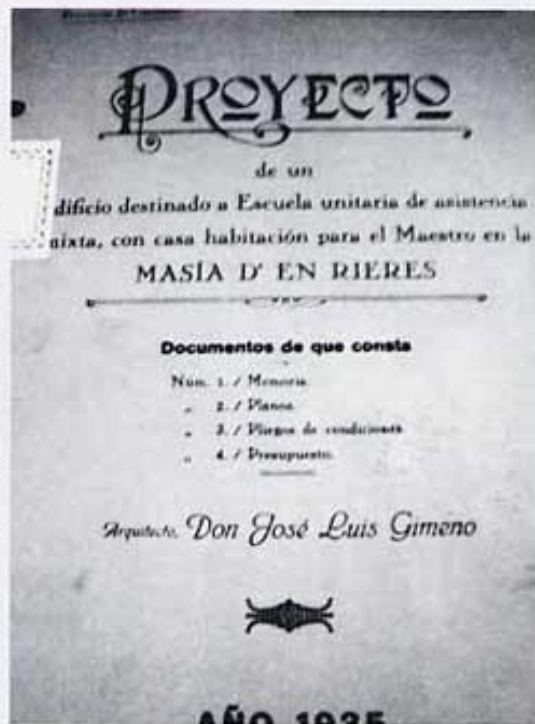 PROYECTO
de un
dificio destinado a Escuela unitaria de asistencia
mixta, con casa habitación para el Maestro en la
MASÍA D' EN RIERES
Documentos de que consta
Núm. 1. / Memoria.
„ 2. / Planos.
„ 3. / Pliegos de condiciones
„ 4. / Presupuesto.
Arquitecto, Don José Luis Gimeno
AÑO 1935